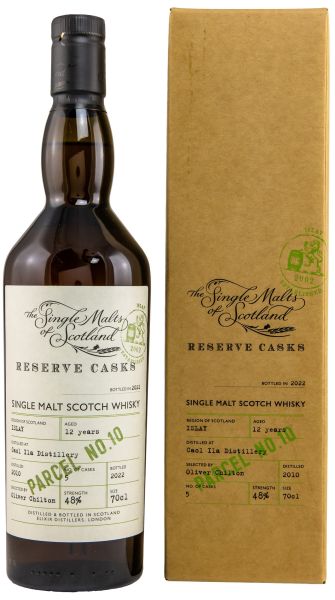 The
Single Malts
of
Scotland
RESERVE CASKS
BOTTLED IN 2022
SINGLE MALT SCOTCH WHISKY
REGION OF SCOTLAND AGED
ISLAY 12 years
DISTILLED AT
Caol Ila Distillery
DISTILLED NO. OF CASKS BOTTLED
2010 5 2022
SELECTED BY STRENGTH SIZE
Oliver Chilton 48% 70cl
PARCEL NO.10
DISTILLED & BOTTLED IN SCOTLAND
ELIXIR DISTILLERS, LONDON
ISLAY
2002
The
Single Malts
of
Scotland
RESERVE CASKS
BOTTLED IN 2022
SINGLE MALT SCOTCH WHISKY
REGION OF SCOTLAND AGED
ISLAY 12 years
DISTILLED AT
Caol Ila Distillery
SELECTED BY DISTILLED
Oliver Chilton 2010
NO. OF CASKS STRENGTH SIZE
5 48% 70cl
PARCEL NO.10